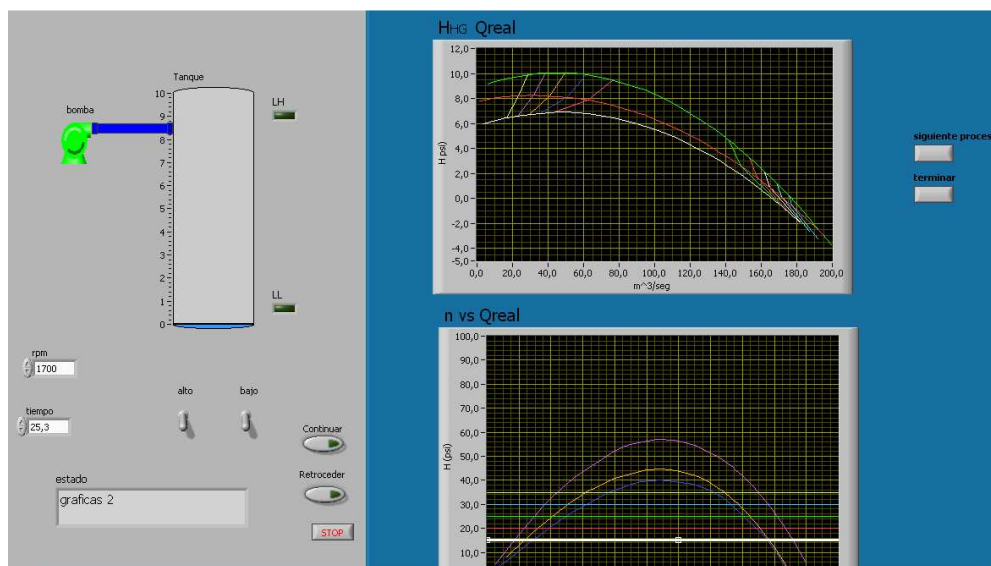 HHG Qreal
12,0
10,0
8,0
6,0
4,0
2,0
0,0
-2,0
-4,0
-5,0
H psi)
0,0 20,0 40,0 60,0 80,0 100,0 120,0 140,0 160,0 180,0 200,0
m^3/seg
siguiente proces
terminar
Tanque
bomba
10
9
8
7
6
5
4
3
2
1
0
LH
LL
rpm
1700
tiempo
25,3
alto
bajo
Continuar
Retroceder
STOP
estado
graficas 2
n vs Qreal
100,0
90,0
80,0
70,0
60,0
50,0
40,0
30,0
20,0
10,0
H (psi)